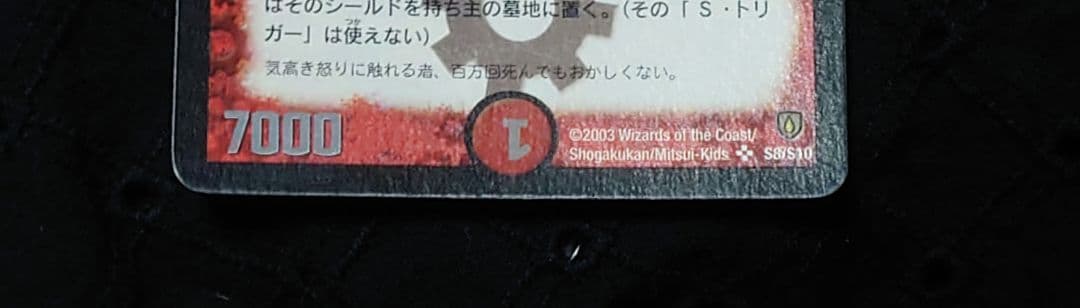 はそのシールドを持ち主の墓地に置く。(その「S・トリ
ガー」は使えない)
気高き怒りに触れる者、百万回死んでもおかしくない。
7000
1
©2003 Wizards of the Coast/
Shogakukan/Mitsui-Kids S8/S10